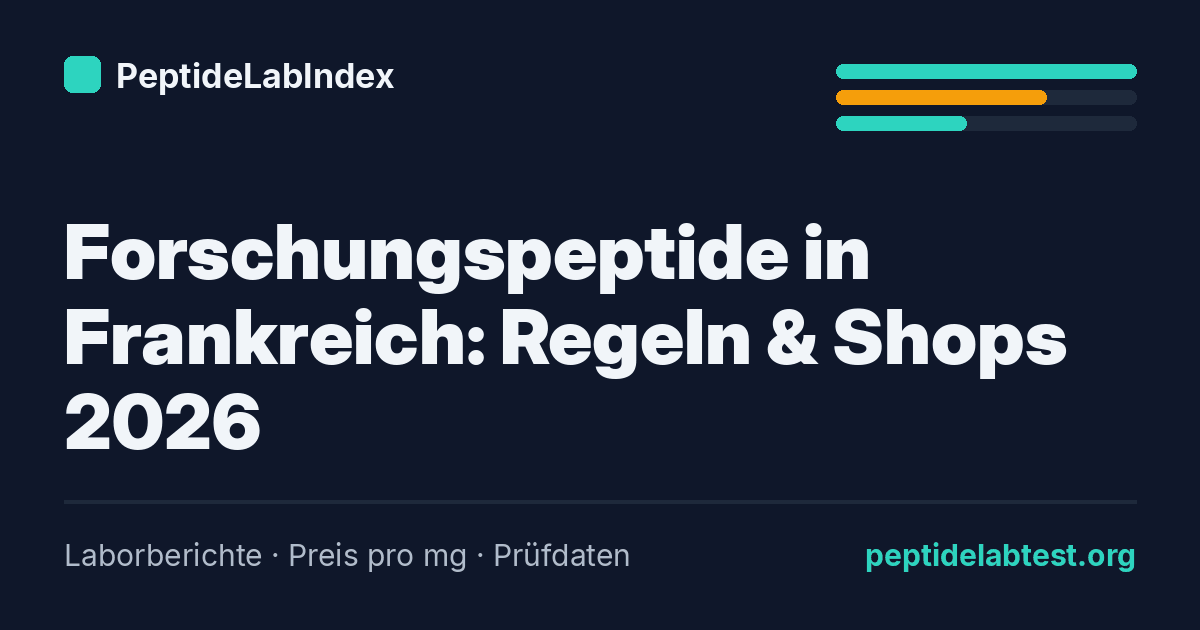 PeptideLabIndex
Forschungspeptide in
Frankreich: Regeln & Shops
2026
Laborberichte · Preis pro mg · Prüfdaten
peptidelabtest.org